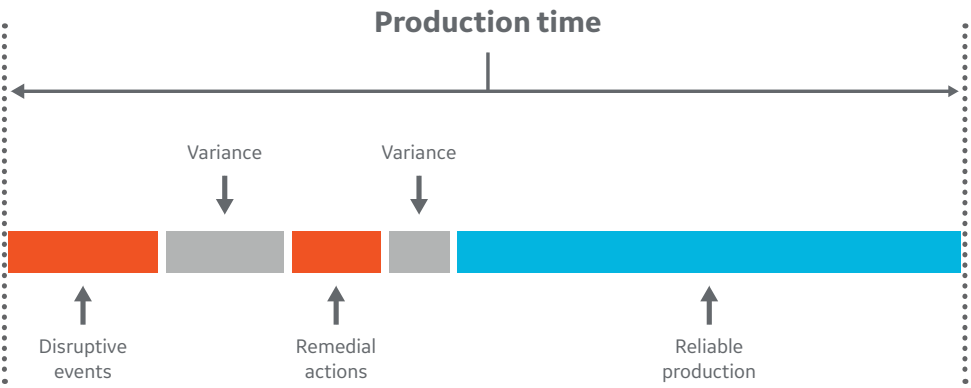 Production time
Variance
Variance
Disruptive
events
Remedial
actions
Reliable
production